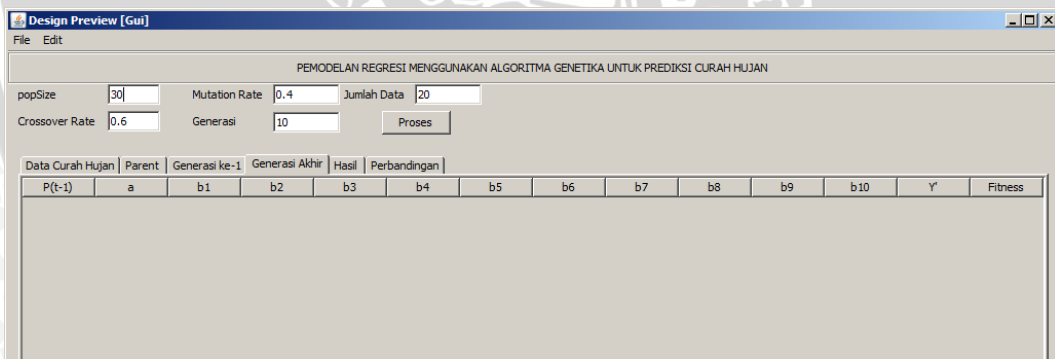 Design Preview [Gui]
File Edit
PEMODELAN REGRESI MENGGUNAKAN ALGORITMA GENETIKA UNTUK PREDIKSI CURAH HUJAN
popSize 30 Mutation Rate 0.4 Jumlah Data 20
Crossover Rate 0.6 Generasi 10 Proses
Data Curah Hujan Parent Generasi ke-1 Generasi Akhir Hasil Perbandingan
P(t-1) a b1 b2 b3 b4 b5 b6 b7 b8 b9 b10 Y' Fitness